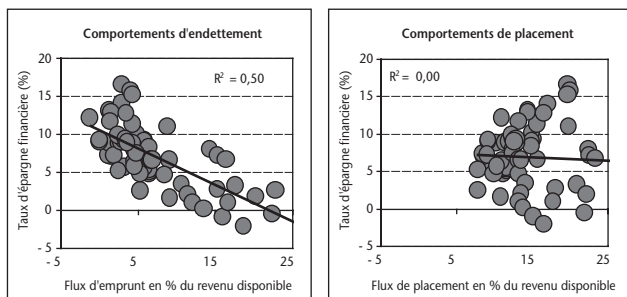 Comportements d'endettement
Taux d'épargne financière (%)
20
15
10
5
0
- 5
R² = 0,50
- 5
5
15
25
Flux d'emprunt en % du revenu disponible
Comportements de placement
Taux d'épargne financière (%)
20
15
10
5
0
- 5
R² = 0,00
- 5
5
15
25
Flux de placement en % du revenu disponible